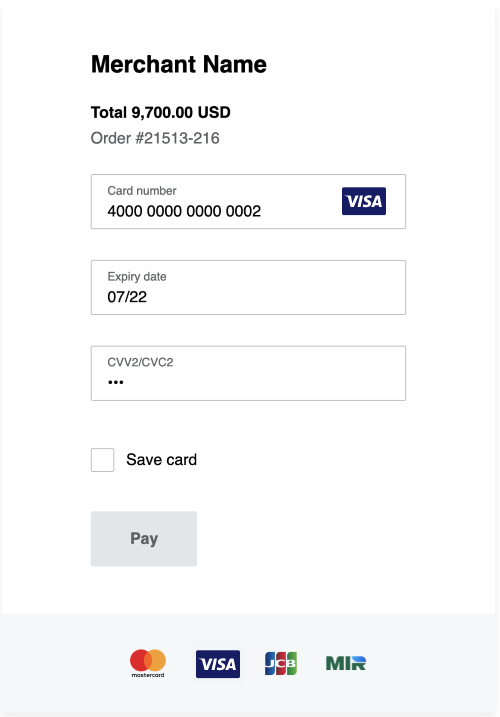 Merchant Name
Total 9,700.00 USD
Order #21513-216
Card number
4000 0000 0000 0002
VISA
Expiry date
07/22
CVV2/CVC2
•••
Save card
Pay
mastercard
VISA
JCB
MIR